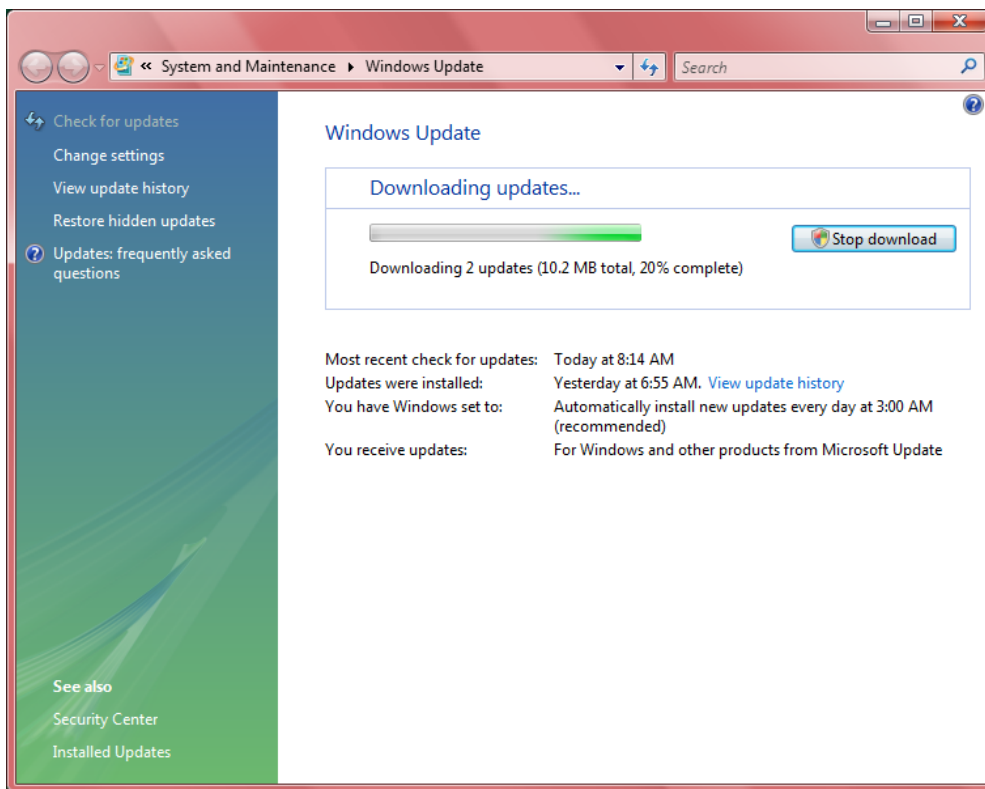 « System and Maintenance ▸ Windows Update
Search
Check for updates
Change settings
View update history
Restore hidden updates
Updates: frequently asked
questions
See also
Security Center
Installed Updates
Windows Update
Downloading updates...
Stop download
Downloading 2 updates (10.2 MB total, 20% complete)
Most recent check for updates: Today at 8:14 AM
Updates were installed: Yesterday at 6:55 AM. View update history
You have Windows set to: Automatically install new updates every day at 3:00 AM
(recommended)
You receive updates: For Windows and other products from Microsoft Update